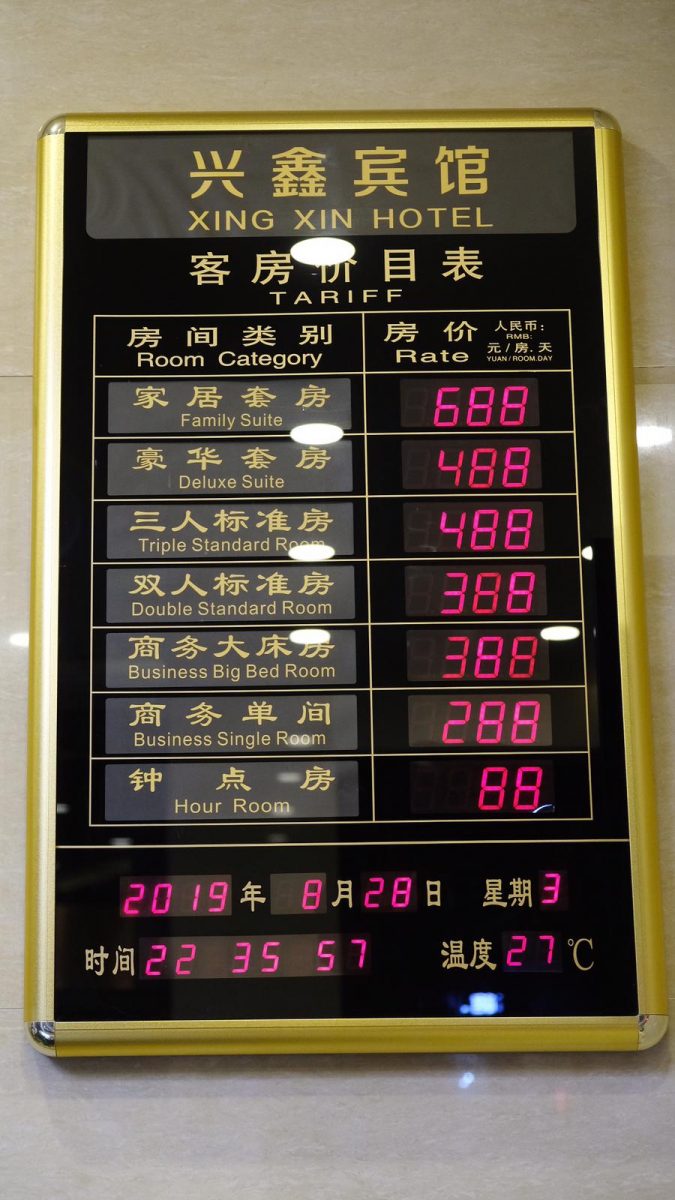 兴鑫宾馆
XING XIN HOTEL
客房价目表
TARIFF
房间类别
Room Category
房价
Rate
人民币:
RMB:
元/房.天
YUAN/ROOM.DAY
家居套房
Family Suite
688
豪华套房
Deluxe Suite
488
三人标准房
Triple Standard Room
488
双人标准房
Double Standard Room
388
商务大床房
Business Big Bed Room
388
商务单间
Business Single Room
288
钟点房
Hour Room
88
2019年 8月28日 星期3
时间22 35 57 温度27℃